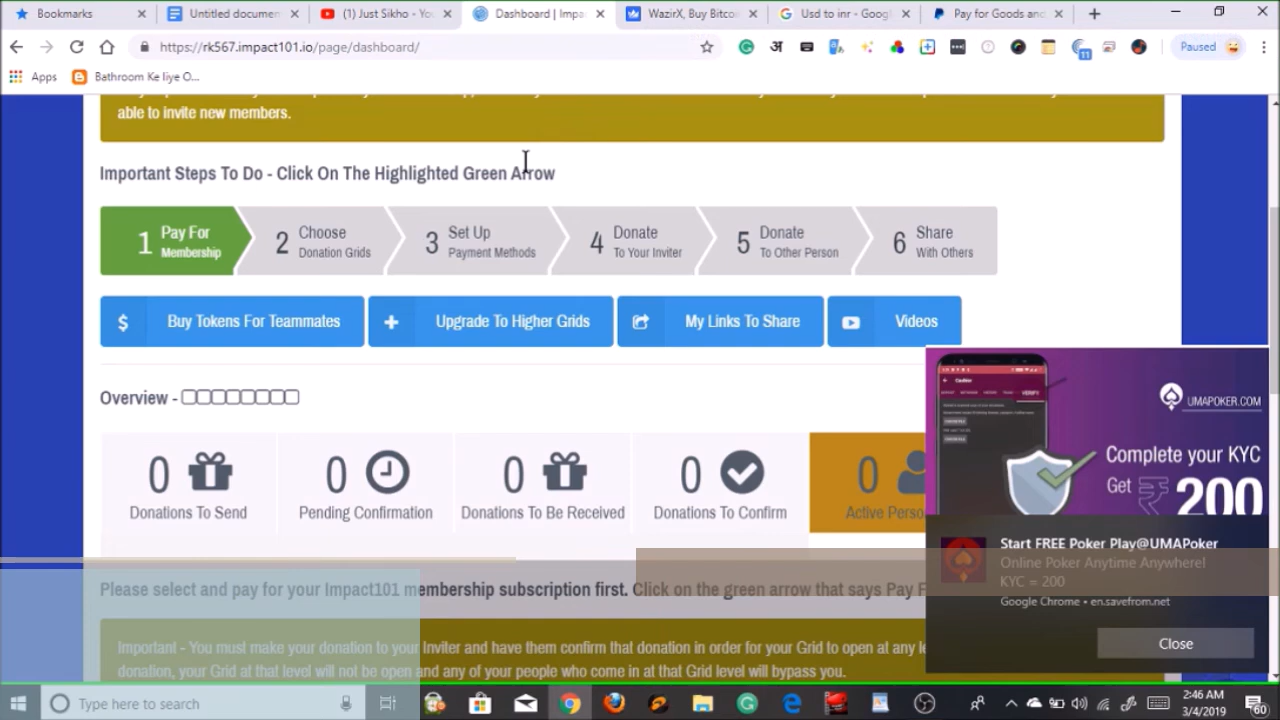 Bookmarks
Untitled documen
(1) Just Sikho - Yo
Dashboard | Impa
WazirX, Buy Bitco
Usd to inr - Goog
Pay for Goods and
https://rk567.impact101.io/page/dashboard/
अ
11
Paused
Apps
Bathroom Ke liye O...
able to invite new members.
Important Steps To Do - Click On The Highlighted Green Arrow
1 Pay For Membership
2 Choose Donation Grids
3 Set Up Payment Methods
4 Donate To Your Inviter
5 Donate To Other Person
6 Share With Others
$ Buy Tokens For Teammates
+ Upgrade To Higher Grids
My Links To Share
Videos
Overview -
0 Donations To Send
0 Pending Confirmation
0 Donations To Be Received
0 Donations To Confirm
0 Active Perso
UMAPOKER.COM
Cashier
VERIFY
Complete your KYC
Get ₹ 200
Start FREE Poker Play@UMAPoker
Online Poker Anytime Anywhere!
KYC = 200
Google Chrome • en.savefrom.net
Close
Please select and pay for your Impact101 membership subscription first. Click on the green arrow that says Pay F
Important - You must make your donation to your Inviter and have them confirm that donation in order for your Grid to open at any le
donation, your Grid at that level will not be open and any of your people who come in at that Grid level will bypass you.
Type here to search
2:46 AM
3/4/2019
60